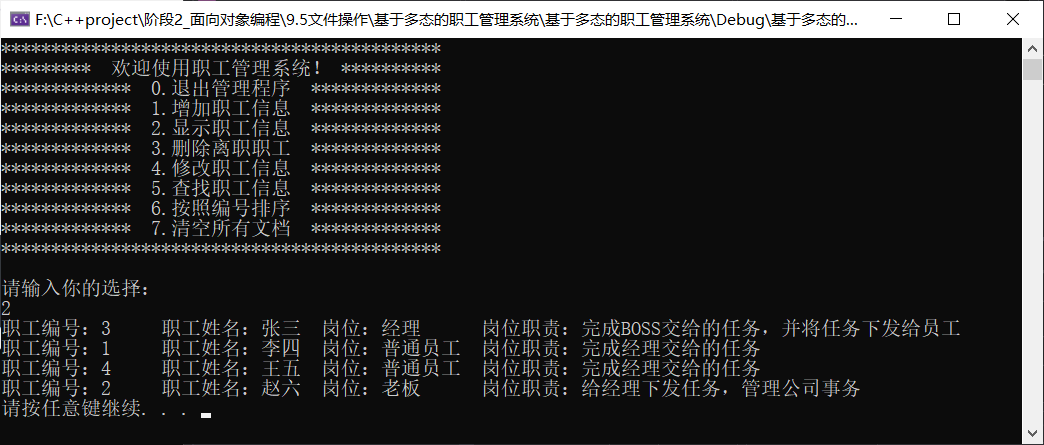 F:\C++project\阶段2_面向对象编程\9.5文件操作\基于多态的职工管理系统\基于多态的职工管理系统\Debug\基于多态的...
********************************************
*********  欢迎使用职工管理系统！ **********
*************  0.退出管理程序  *************
*************  1.增加职工信息  *************
*************  2.显示职工信息  *************
*************  3.删除离职职工  *************
*************  4.修改职工信息  *************
*************  5.查找职工信息  *************
*************  6.按照编号排序  *************
*************  7.清空所有文档  *************
********************************************
请输入你的选择：
2
职工编号：3     职工姓名：张三  岗位：经理      岗位职责：完成BOSS交给的任务，并将任务下发给员工
职工编号：1     职工姓名：李四  岗位：普通员工  岗位职责：完成经理交给的任务
职工编号：4     职工姓名：王五  岗位：普通员工  岗位职责：完成经理交给的任务
职工编号：2     职工姓名：赵六  岗位：老板      岗位职责：给经理下发任务，管理公司事务
请按任意键继续. . .